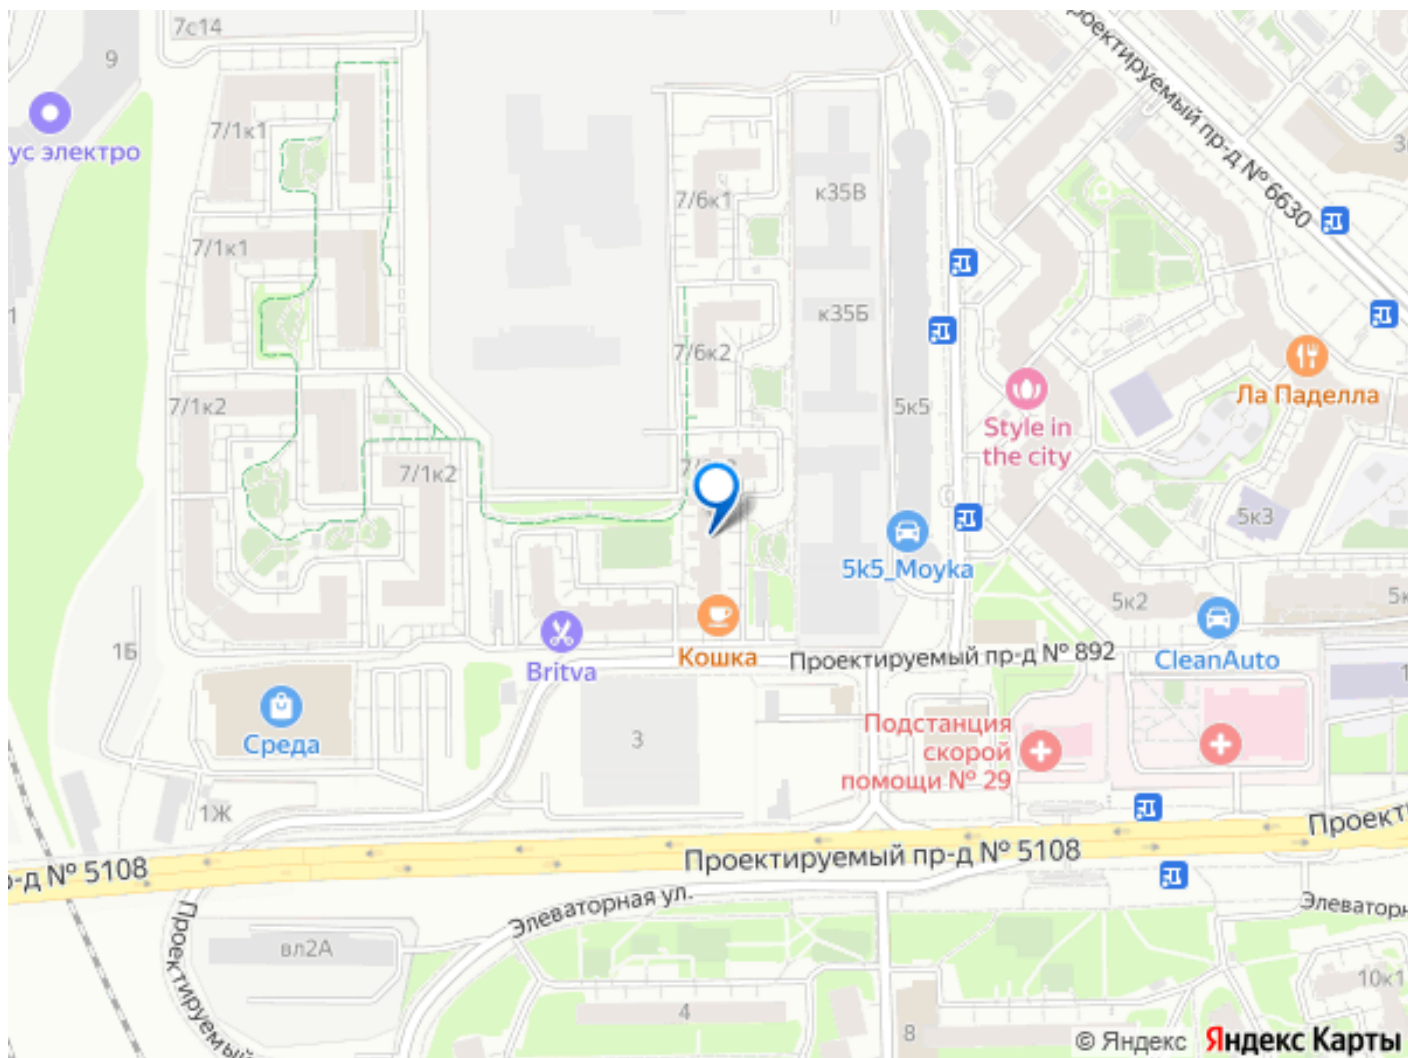 7с14
9
ус электро
7/1к1
7/1к1
7/6к1
к35В
Проектируемый пр-д № 6630
7/6к2
к35Б
7/1к2
7/1к2
5к5
Style in
the city
Ла Паделла
5к3
5k5_Moyka
5к2
1Б
Britva
Кошка
Проектируемый пр-д № 892
CleanAuto
Среда
3
Подстанция
скорой
помощи № 29
1Ж
Проект
р-д № 5108
Проектируемый пр-д № 5108
Элеваторная ул.
Элеваторн
Проектируемый
вл2А
4
8
10к1
© Яндекс Яндекс Карты